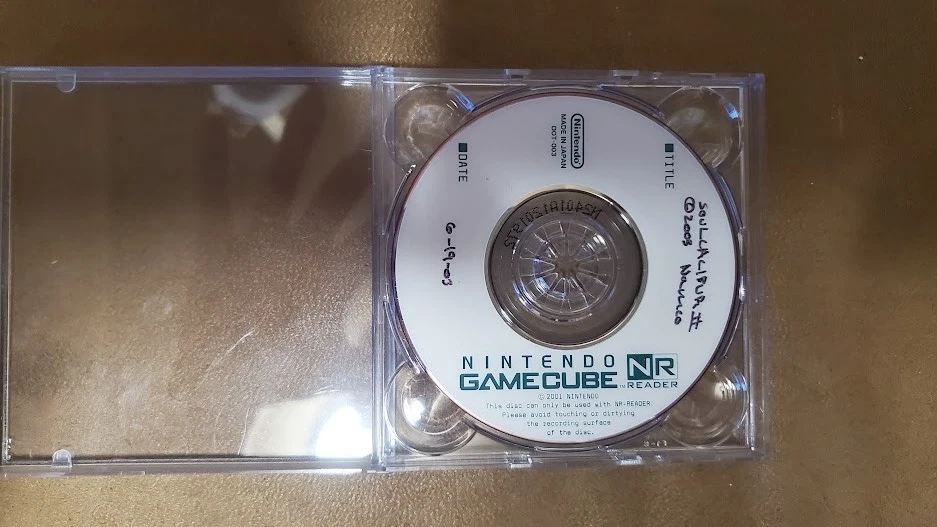 Nintendo
MADE IN JAPAN
DOT-003
■TITLE
SOULCALIBUR II
©2003 Namco
■DATE
6-19-03
NINTENDO
GAMECUBE™ NR READER
© 2001 NINTENDO
This disc can only be used with NR-READER.
Please avoid touching or dirtying
the recording surface
of the disc.